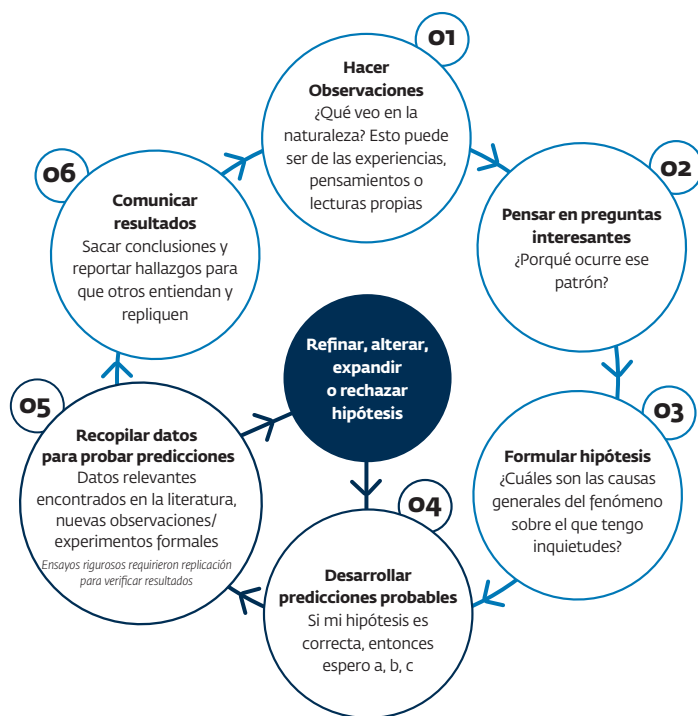 01
Hacer
Observaciones
¿Qué veo en la
naturaleza? Esto puede
ser de las experiencias,
pensamientos o
lecturas propias
02
Pensar en preguntas
interesantes
¿Porqué ocurre ese
patrón?
03
Formular hipótesis
¿Cuáles son las causas
generales del fenómeno
sobre el que tengo
inquietudes?
04
Desarrollar
predicciones probables
Si mi hipótesis es
correcta, entonces
espero a, b, c
05
Recopilar datos
para probar predicciones
Datos relevantes
encontrados en la literatura,
nuevas observaciones/
experimentos formales
Ensayos rigurosos requirieron replicación
para verificar resultados
06
Comunicar
resultados
Sacar conclusiones y
reportar hallazgos para
que otros entiendan y
repliquen
Refinar, alterar,
expandir
o rechazar
hipótesis